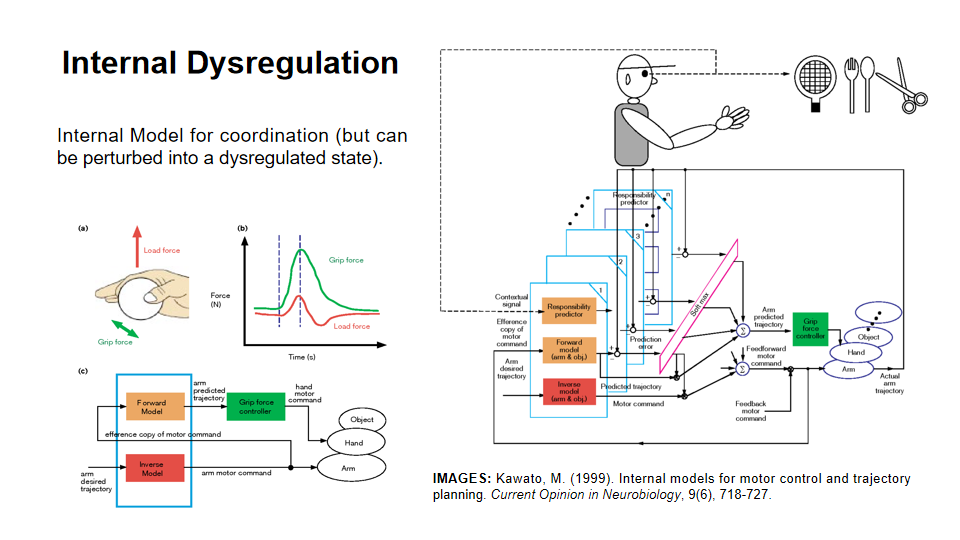 Internal Dysregulation
Internal Model for coordination (but can
be perturbed into a dysregulated state).
(a)
Load force
Grip force
(b)
Force
(N)
Grip force
Load force
Time (s)
(c)
Forward
Model
arm
predicted
trajectory
Grip force
controller
hand
motor
command
Object
Hand
Arm
efference copy of motor command
Inverse
Model
arm motor command
arm
desired
trajectory
Responsibility
predictor
n
3
2
1
Contextual
signal
Responsibility
predictor
Efference
copy of
motor
command
Forward
model
(arm & obj.)
Arm
desired
trajectory
Inverse
model
(arm & obj.)
+
−
+
−
+
−
Soft max
Prediction
error
Predicted trajectory
Motor command
Σ
Σ
Arm
predicted
trajectory
Grip
force
controller
Feedforward
motor
command
Feedback
motor
command
Object
Hand
Arm
Actual
arm
trajectory
IMAGES: Kawato, M. (1999). Internal models for motor control and trajectory
planning. Current Opinion in Neurobiology, 9(6), 718-727.